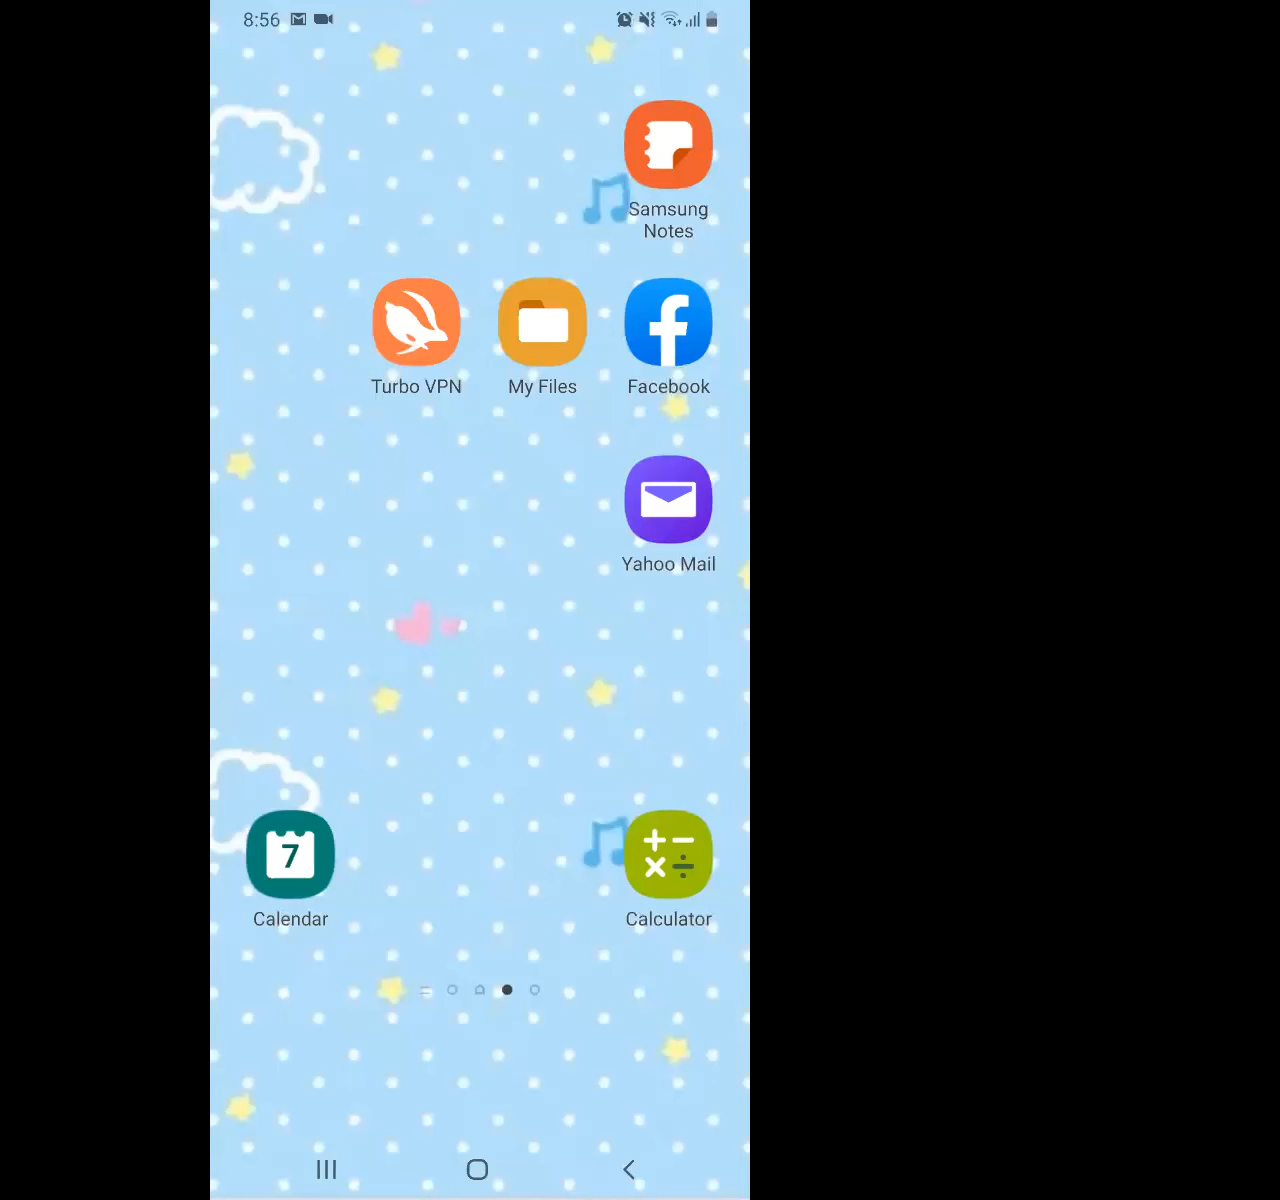 8:56
Samsung
Notes
Turbo VPN
My Files
Facebook
Yahoo Mail
7
Calendar
Calculator